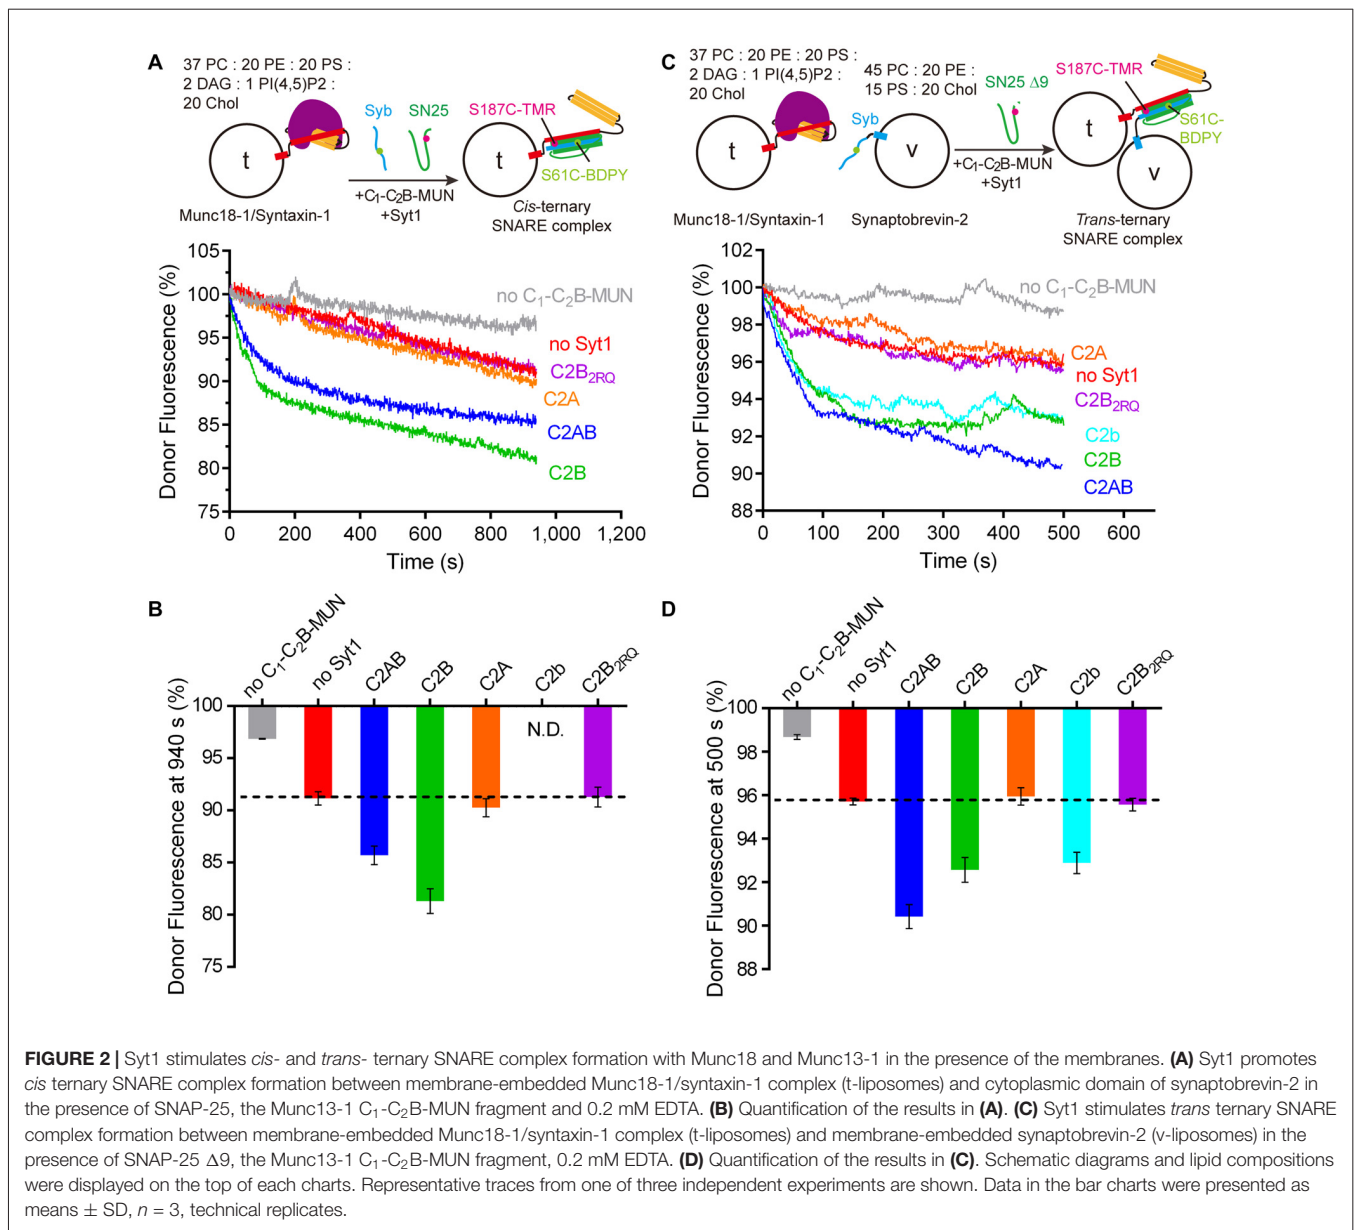 A
37 PC : 20 PE : 20 PS :
2 DAG : 1 PI(4,5)P2 :
20 Chol
Syb
SN25
S187C-TMR
t
t
S61C-BDPY
+C₁-C₂B-MUN
+Syt1
Munc18-1/Syntaxin-1
Cis-ternary
SNARE complex
105
100
95
90
85
80
75
Donor Fluorescence (%)
no C₁-C₂B-MUN
no Syt1
C2B₂RQ
C2A
C2AB
C2B
0
200
400
600
800
1,000
1,200
Time (s)
C
37 PC : 20 PE : 20 PS :
2 DAG : 1 PI(4,5)P2 :
20 Chol
45 PC : 20 PE :
15 PS : 20 Chol
SN25 Δ9
S187C-TMR
Syb
t
v
t
v
S61C-
BDPY
+C₁-C₂B-MUN
+Syt1
Munc18-1/Syntaxin-1
Synaptobrevin-2
Trans-ternary
SNARE complex
102
100
98
96
94
92
90
88
Donor Fluorescence (%)
no C₁-C₂B-MUN
C2A
no Syt1
C2B₂RQ
C2b
C2B
C2AB
0
100
200
300
400
500
600
Time (s)
B
no C₁-C₂B-MUN
no Syt1
C2AB
C2B
C2A
C2b
C2B₂RQ
100
95
90
85
80
75
Donor Fluorescence at 940 s (%)
N.D.
D
no C₁-C₂B-MUN
no Syt1
C2AB
C2B
C2A
C2b
C2B₂RQ
100
98
96
94
92
90
88
Donor Fluorescence at 500 s (%)
FIGURE 2 | Syt1 stimulates cis- and trans- ternary SNARE complex formation with Munc18 and Munc13-1 in the presence of the membranes. (A) Syt1 promotes
cis ternary SNARE complex formation between membrane-embedded Munc18-1/syntaxin-1 complex (t-liposomes) and cytoplasmic domain of synaptobrevin-2 in
the presence of SNAP-25, the Munc13-1 C₁-C₂B-MUN fragment and 0.2 mM EDTA. (B) Quantification of the results in (A). (C) Syt1 stimulates trans ternary SNARE
complex formation between membrane-embedded Munc18-1/syntaxin-1 complex (t-liposomes) and membrane-embedded synaptobrevin-2 (v-liposomes) in the
presence of SNAP-25 Δ9, the Munc13-1 C₁-C₂B-MUN fragment, 0.2 mM EDTA. (D) Quantification of the results in (C). Schematic diagrams and lipid compositions
were displayed on the top of each charts. Representative traces from one of three independent experiments are shown. Data in the bar charts were presented as
means ± SD, n = 3, technical replicates.